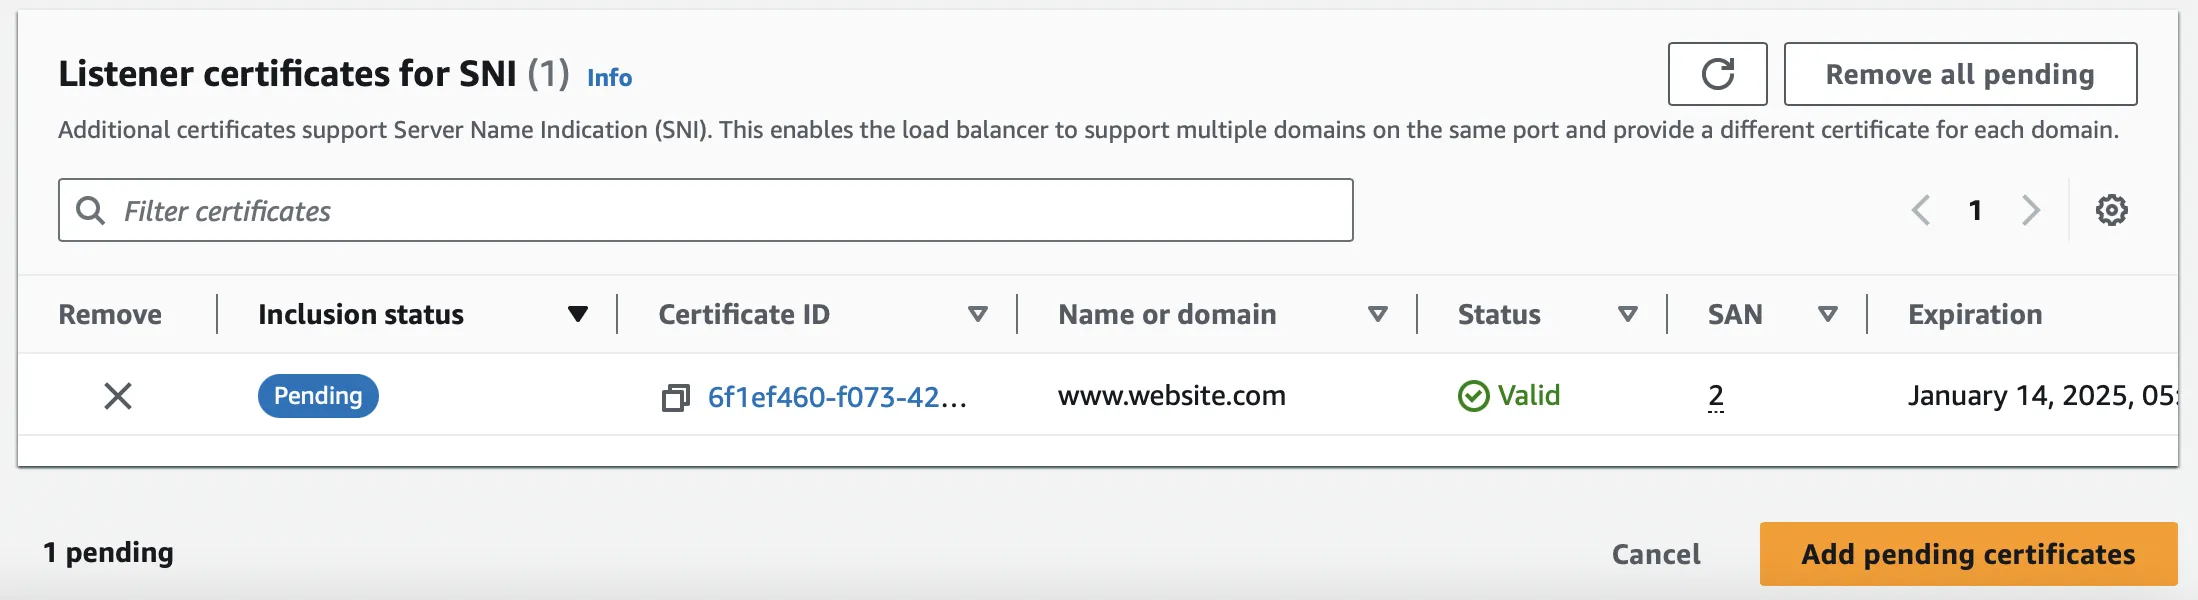 Listener certificates for SNI (1) Info
Remove all pending
Additional certificates support Server Name Indication (SNI). This enables the load balancer to support multiple domains on the same port and provide a different certificate for each domain.
Filter certificates
1
Remove Inclusion status Certificate ID Name or domain Status SAN Expiration
Pending 6f1ef460-f073-42... www.website.com Valid 2 January 14, 2025, 05:
1 pending
Cancel Add pending certificates